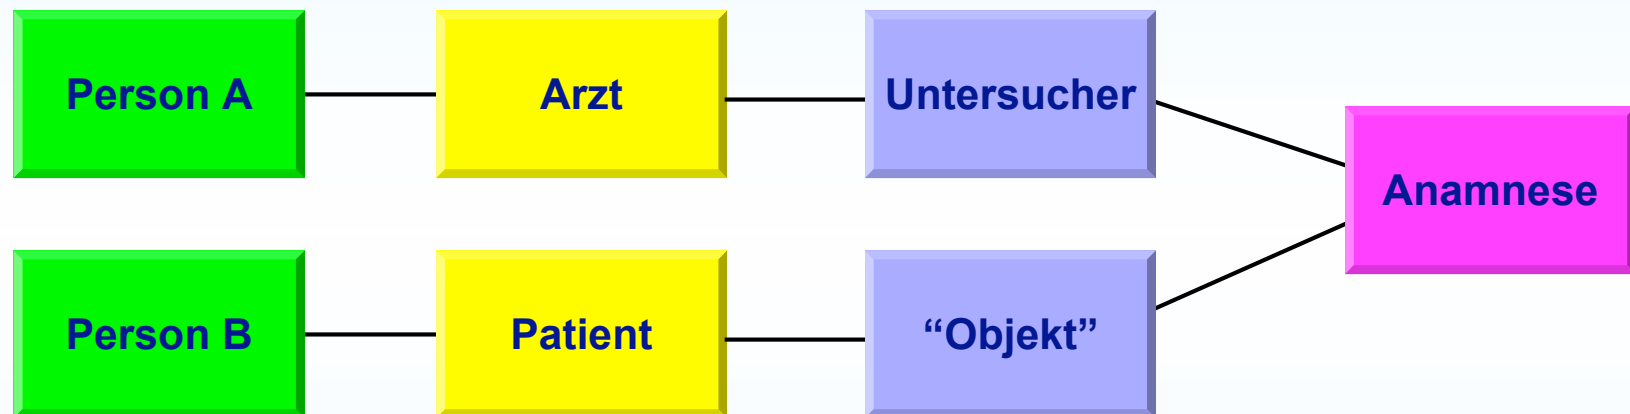 Person A
Arzt
Untersucher
Anamnese
Person B
Patient
“Objekt”